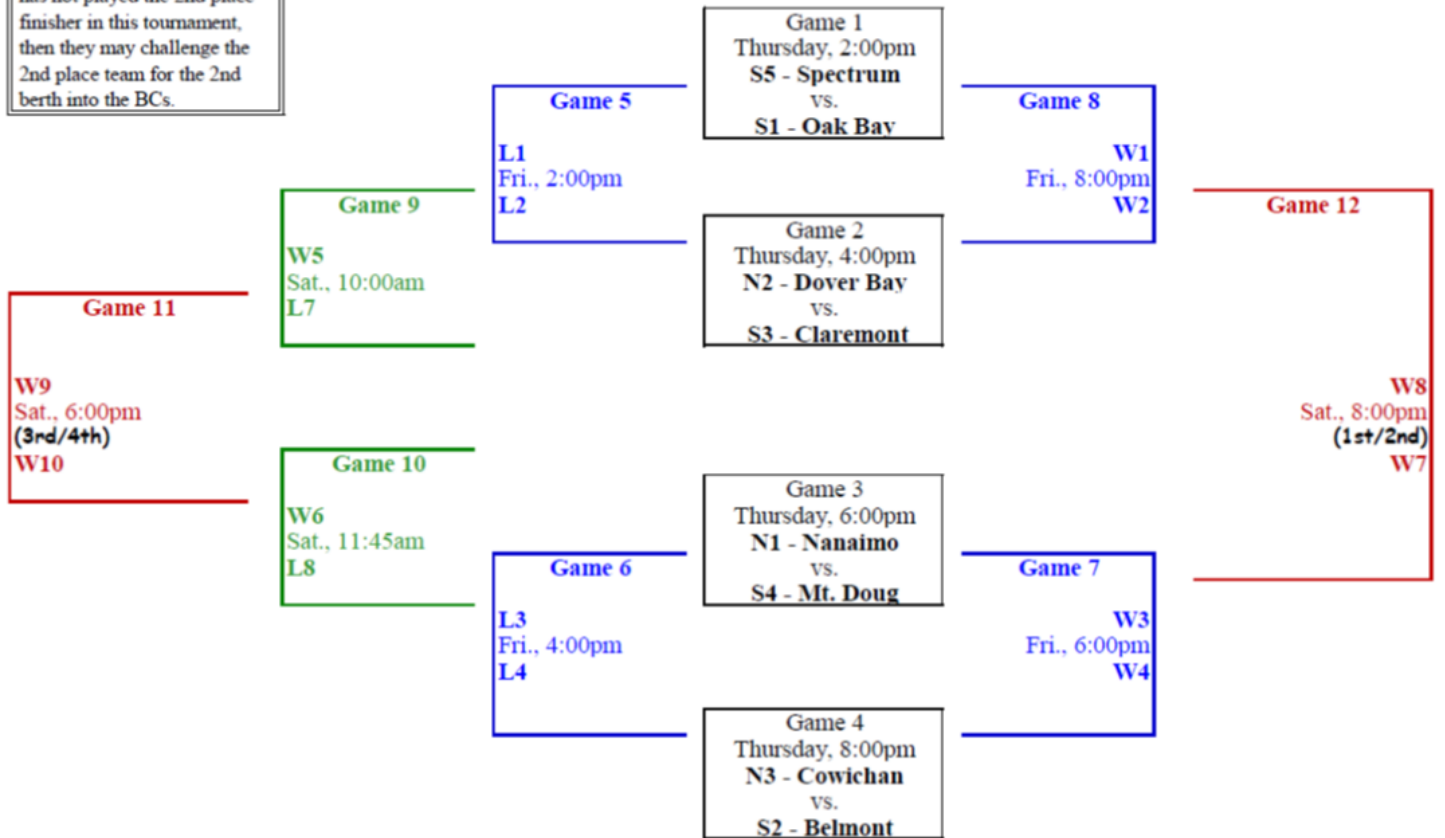 finisher in this tournament,
then they may challenge the
2nd place team for the 2nd
berth into the BCs.
Game 1
Thursday, 2:00pm
S5 - Spectrum
vs.
S1 - Oak Bay
Game 5
L1
Fri., 2:00pm
L2
Game 8
W1
Fri., 8:00pm
W2
Game 9
W5
Sat., 10:00am
L7
Game 2
Thursday, 4:00pm
N2 - Dover Bay
vs.
S3 - Claremont
Game 12
W8
Sat., 8:00pm
(1st/2nd)
W7
Game 11
W9
Sat., 6:00pm
(3rd/4th)
W10
Game 10
W6
Sat., 11:45am
L8
Game 3
Thursday, 6:00pm
N1 - Nanaimo
vs.
S4 - Mt. Doug
Game 6
L3
Fri., 4:00pm
L4
Game 7
W3
Fri., 6:00pm
W4
Game 4
Thursday, 8:00pm
N3 - Cowichan
vs.
S2 - Belmont